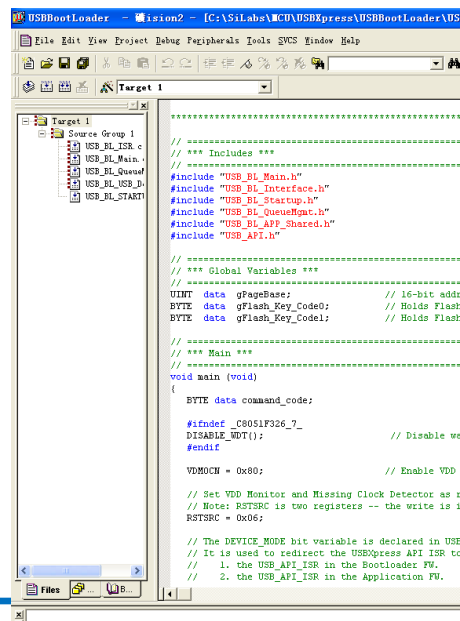 USBBootLoader - µVision2 - [C:\SiLabs\MCU\USBXpress\USBBootLoader\US
File Edit View Project Debug Peripherals Tools SVCS Window Help
Target 1
Target 1
Source Group 1
USB_BL_ISR.c
USB_BL_Main.
USB_BL_Queue
USB_BL_USB_D
USB_BL_START
// *** Includes ***
#include "USB_BL_Main.h"
#include "USB_BL_Interface.h"
#include "USB_BL_Startup.h"
#include "USB_BL_QueueMgmt.h"
#include "USB_BL_APP_Shared.h"
#include "USB_API.h"
// *** Global Variables ***
UINT data gPageBase; // 16-bit addr
BYTE data gFlash_Key_Code0; // Holds Flash
BYTE data gFlash_Key_Code1; // Holds Flash
// *** Main ***
void main (void)
{
BYTE data command_code;
#ifndef _C8051F326_7_
DISABLE_WDT(); // Disable wa
#endif
VDM0CN = 0x80; // Enable VDD
// Set VDD Monitor and Missing Clock Detector as r
// Note: RSTSRC is two registers -- the write is i
RSTSRC = 0x06;
// The DEVICE_MODE bit variable is declared in USB
// It is used to redirect the USBXpress API ISR to
// 1. the USB_API_ISR in the Bootloader FW.
// 2. the USB_API_ISR in the Application FW.
Files ... B...